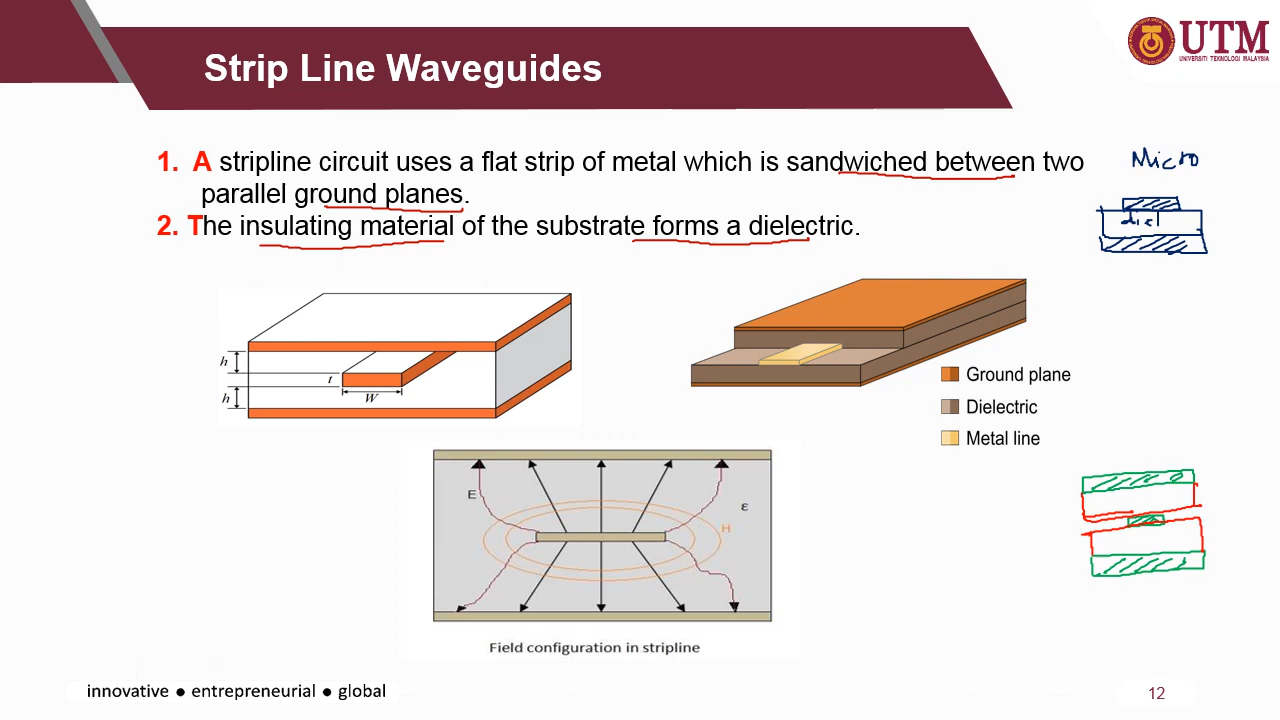 UTM
UNIVERSITI TEKNOLOGI MALAYSIA
Strip Line Waveguides
1. A stripline circuit uses a flat strip of metal which is sandwiched between two
parallel ground planes.
2. The insulating material of the substrate forms a dielectric.
Micro
diel
h
t
h
W
Ground plane
Dielectric
Metal line
E
ε
H
Field configuration in stripline
innovative ● entrepreneurial ● global
12